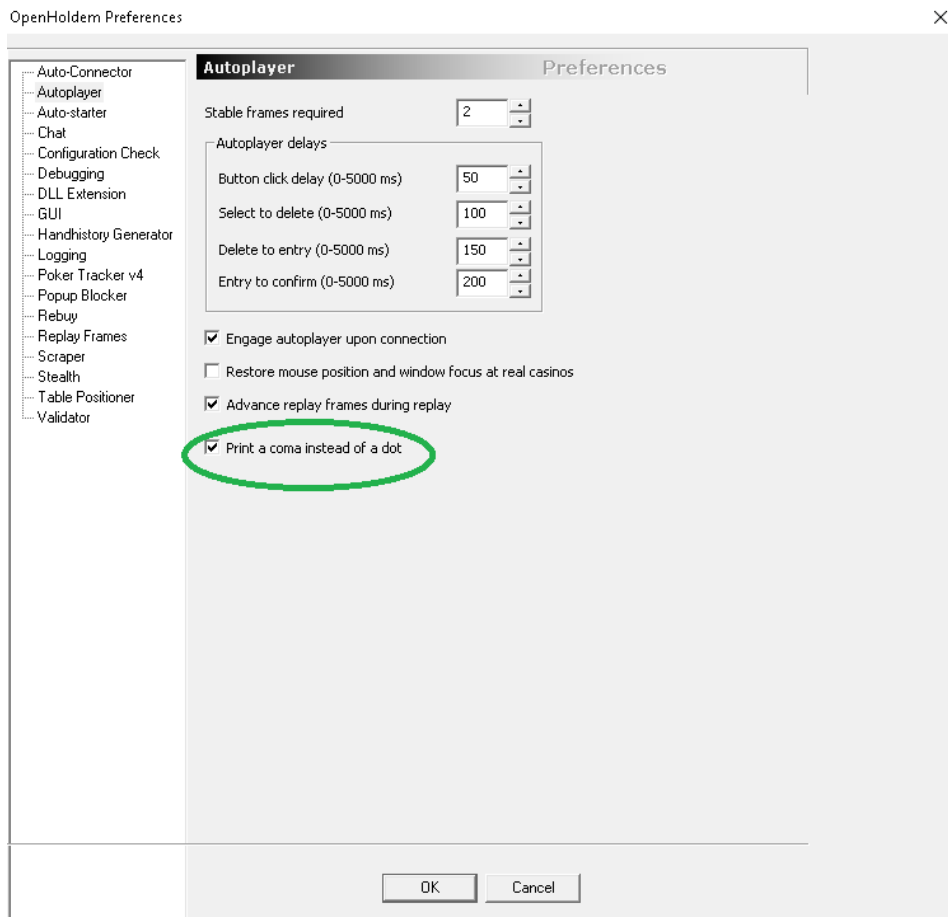 OpenHoldem Preferences
Auto-Connector
Autoplayer
Auto-starter
Chat
Configuration Check
Debugging
DLL Extension
GUI
Handhistory Generator
Logging
Poker Tracker v4
Popup Blocker
Rebuy
Replay Frames
Scraper
Stealth
Table Positioner
Validator
Autoplayer Preferences
Stable frames required 2
Autoplayer delays
Button click delay (0-5000 ms) 50
Select to delete (0-5000 ms) 100
Delete to entry (0-5000 ms) 150
Entry to confirm (0-5000 ms) 200
Engage autoplayer upon connection
Restore mouse position and window focus at real casinos
Advance replay frames during replay
Print a coma instead of a dot
OK Cancel